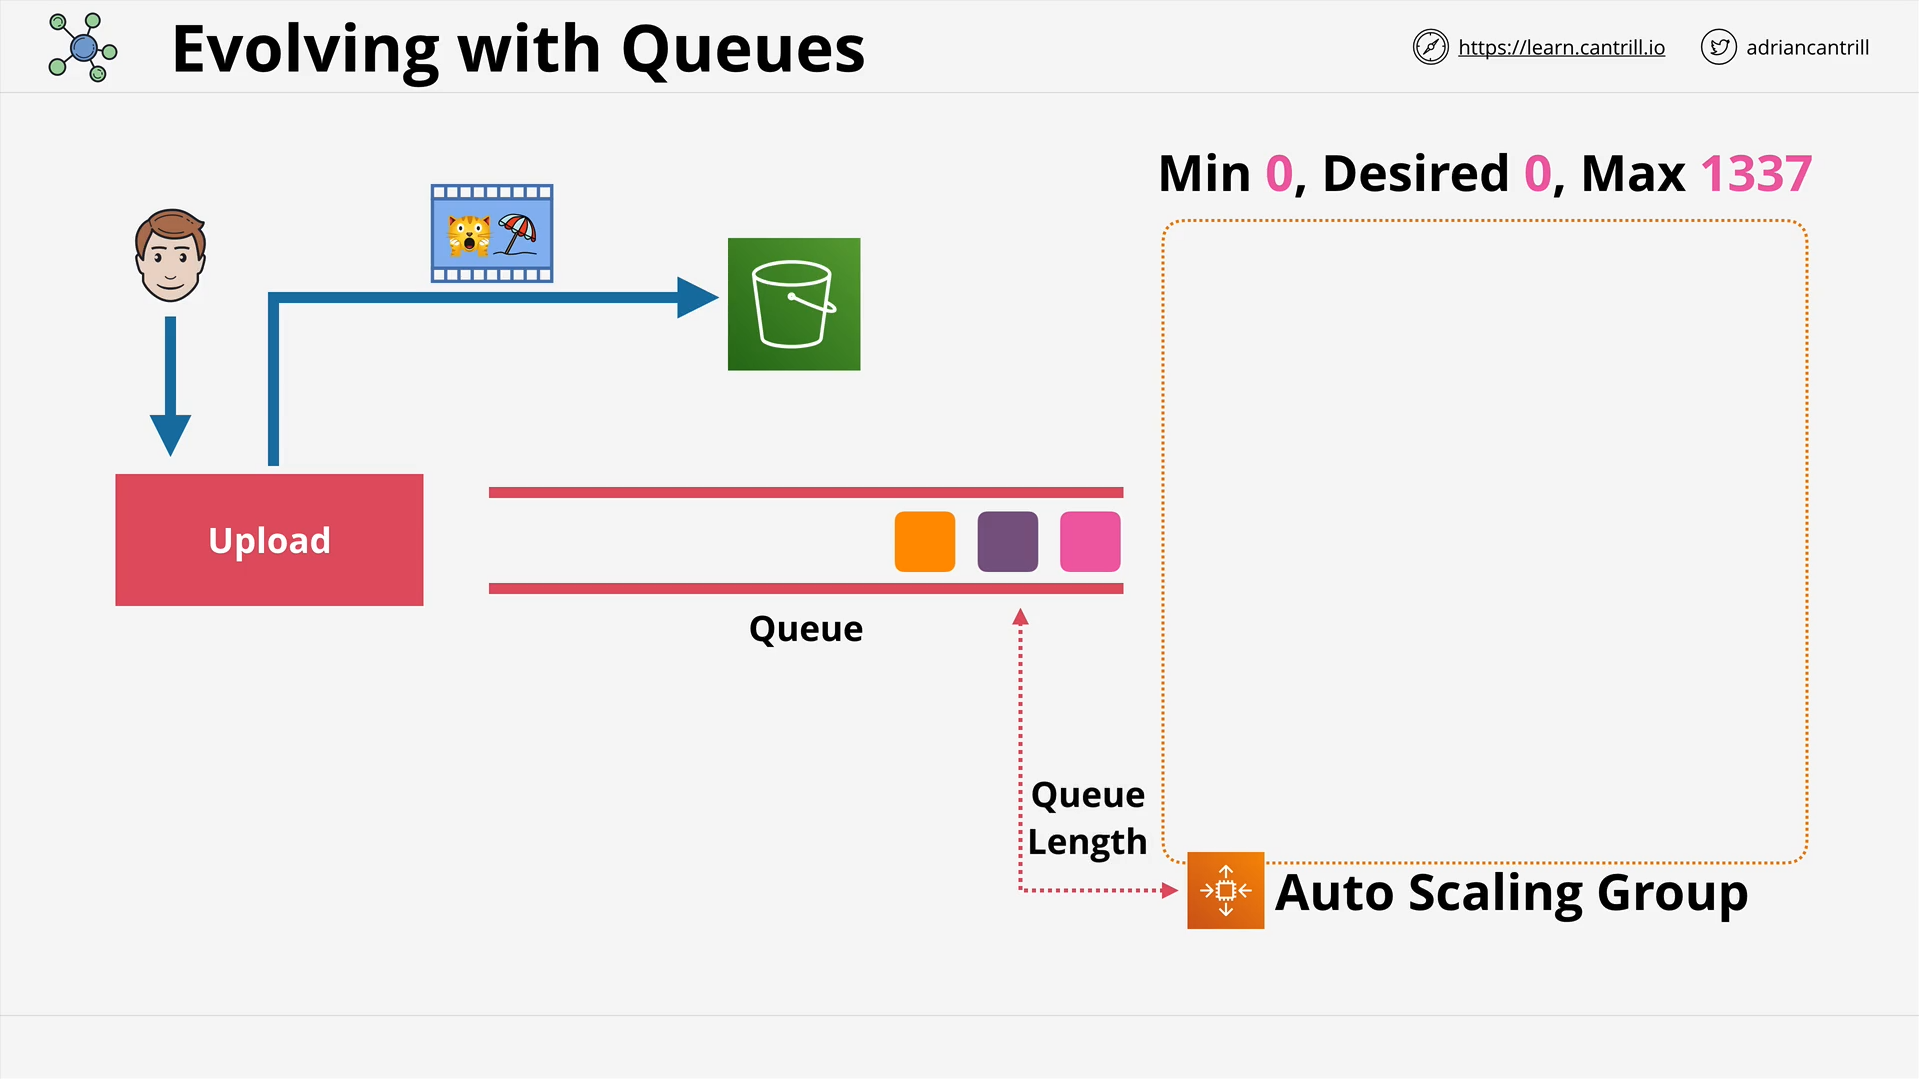 Evolving with Queues
https://learn.cantrill.io
adriancantrill
Min 0, Desired 0, Max 1337
Upload
Queue
Queue
Length
Auto Scaling Group